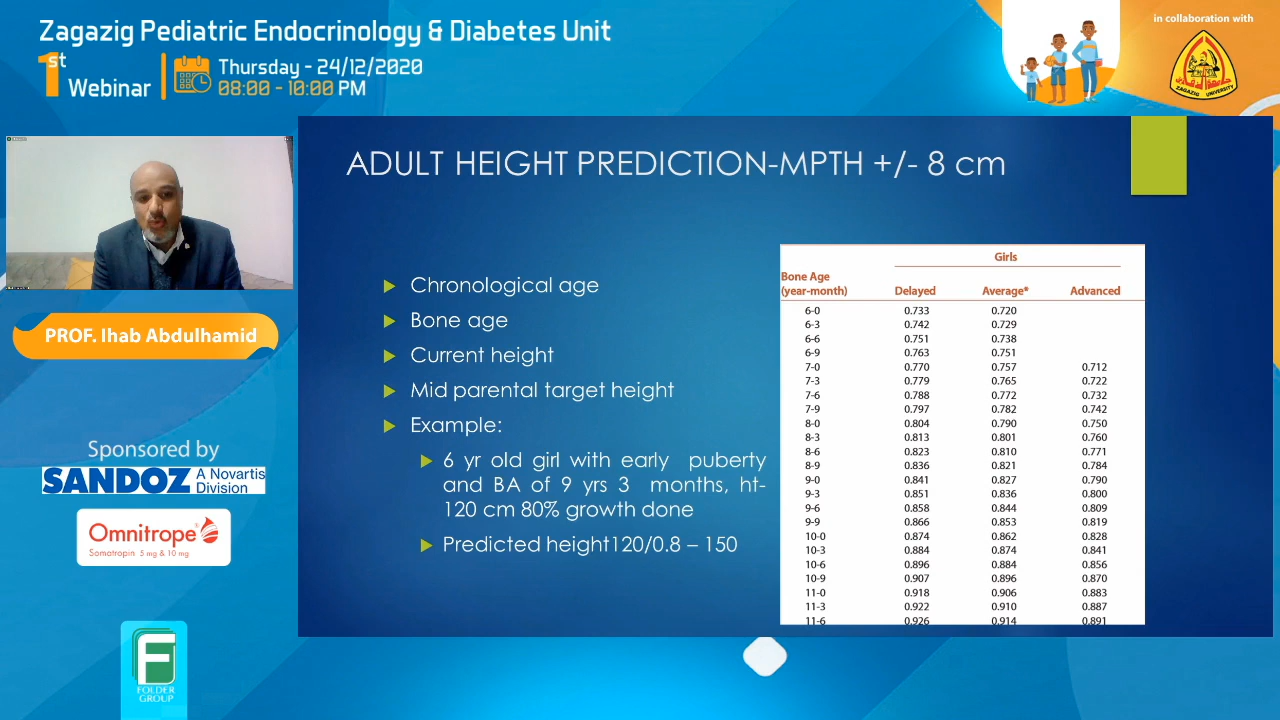 Zagazig Pediatric Endocrinology & Diabetes Unit
1st Webinar
Thursday - 24/12/2020
08:00 - 10:00 PM
in collaboration with
ZAGAZIG UNIVERSITY
PROF. Ihab Abdulhamid
Sponsored by
SANDOZ A Novartis
Division
Omnitrope
Somatropin 5 mg & 10 mg
FOLDER
GROUP
ADULT HEIGHT PREDICTION-MPTH +/- 8 cm
Chronological age
Bone age
Current height
Mid parental target height
Example:
6 yr old girl with early puberty
and BA of 9 yrs 3 months, ht-
120 cm 80% growth done
Predicted height120/0.8 – 150
Girls
Bone Age
(year-month) Delayed Average* Advanced
6-0 0.733 0.720
6-3 0.742 0.729
6-6 0.751 0.738
6-9 0.763 0.751
7-0 0.770 0.757 0.712
7-3 0.779 0.765 0.722
7-6 0.788 0.772 0.732
7-9 0.797 0.782 0.742
8-0 0.804 0.790 0.750
8-3 0.813 0.801 0.760
8-6 0.823 0.810 0.771
8-9 0.836 0.821 0.784
9-0 0.841 0.827 0.790
9-3 0.851 0.836 0.800
9-6 0.858 0.844 0.809
9-9 0.866 0.853 0.819
10-0 0.874 0.862 0.828
10-3 0.884 0.874 0.841
10-6 0.896 0.884 0.856
10-9 0.907 0.896 0.870
11-0 0.918 0.906 0.883
11-3 0.922 0.910 0.887
11-6 0.926 0.914 0.891